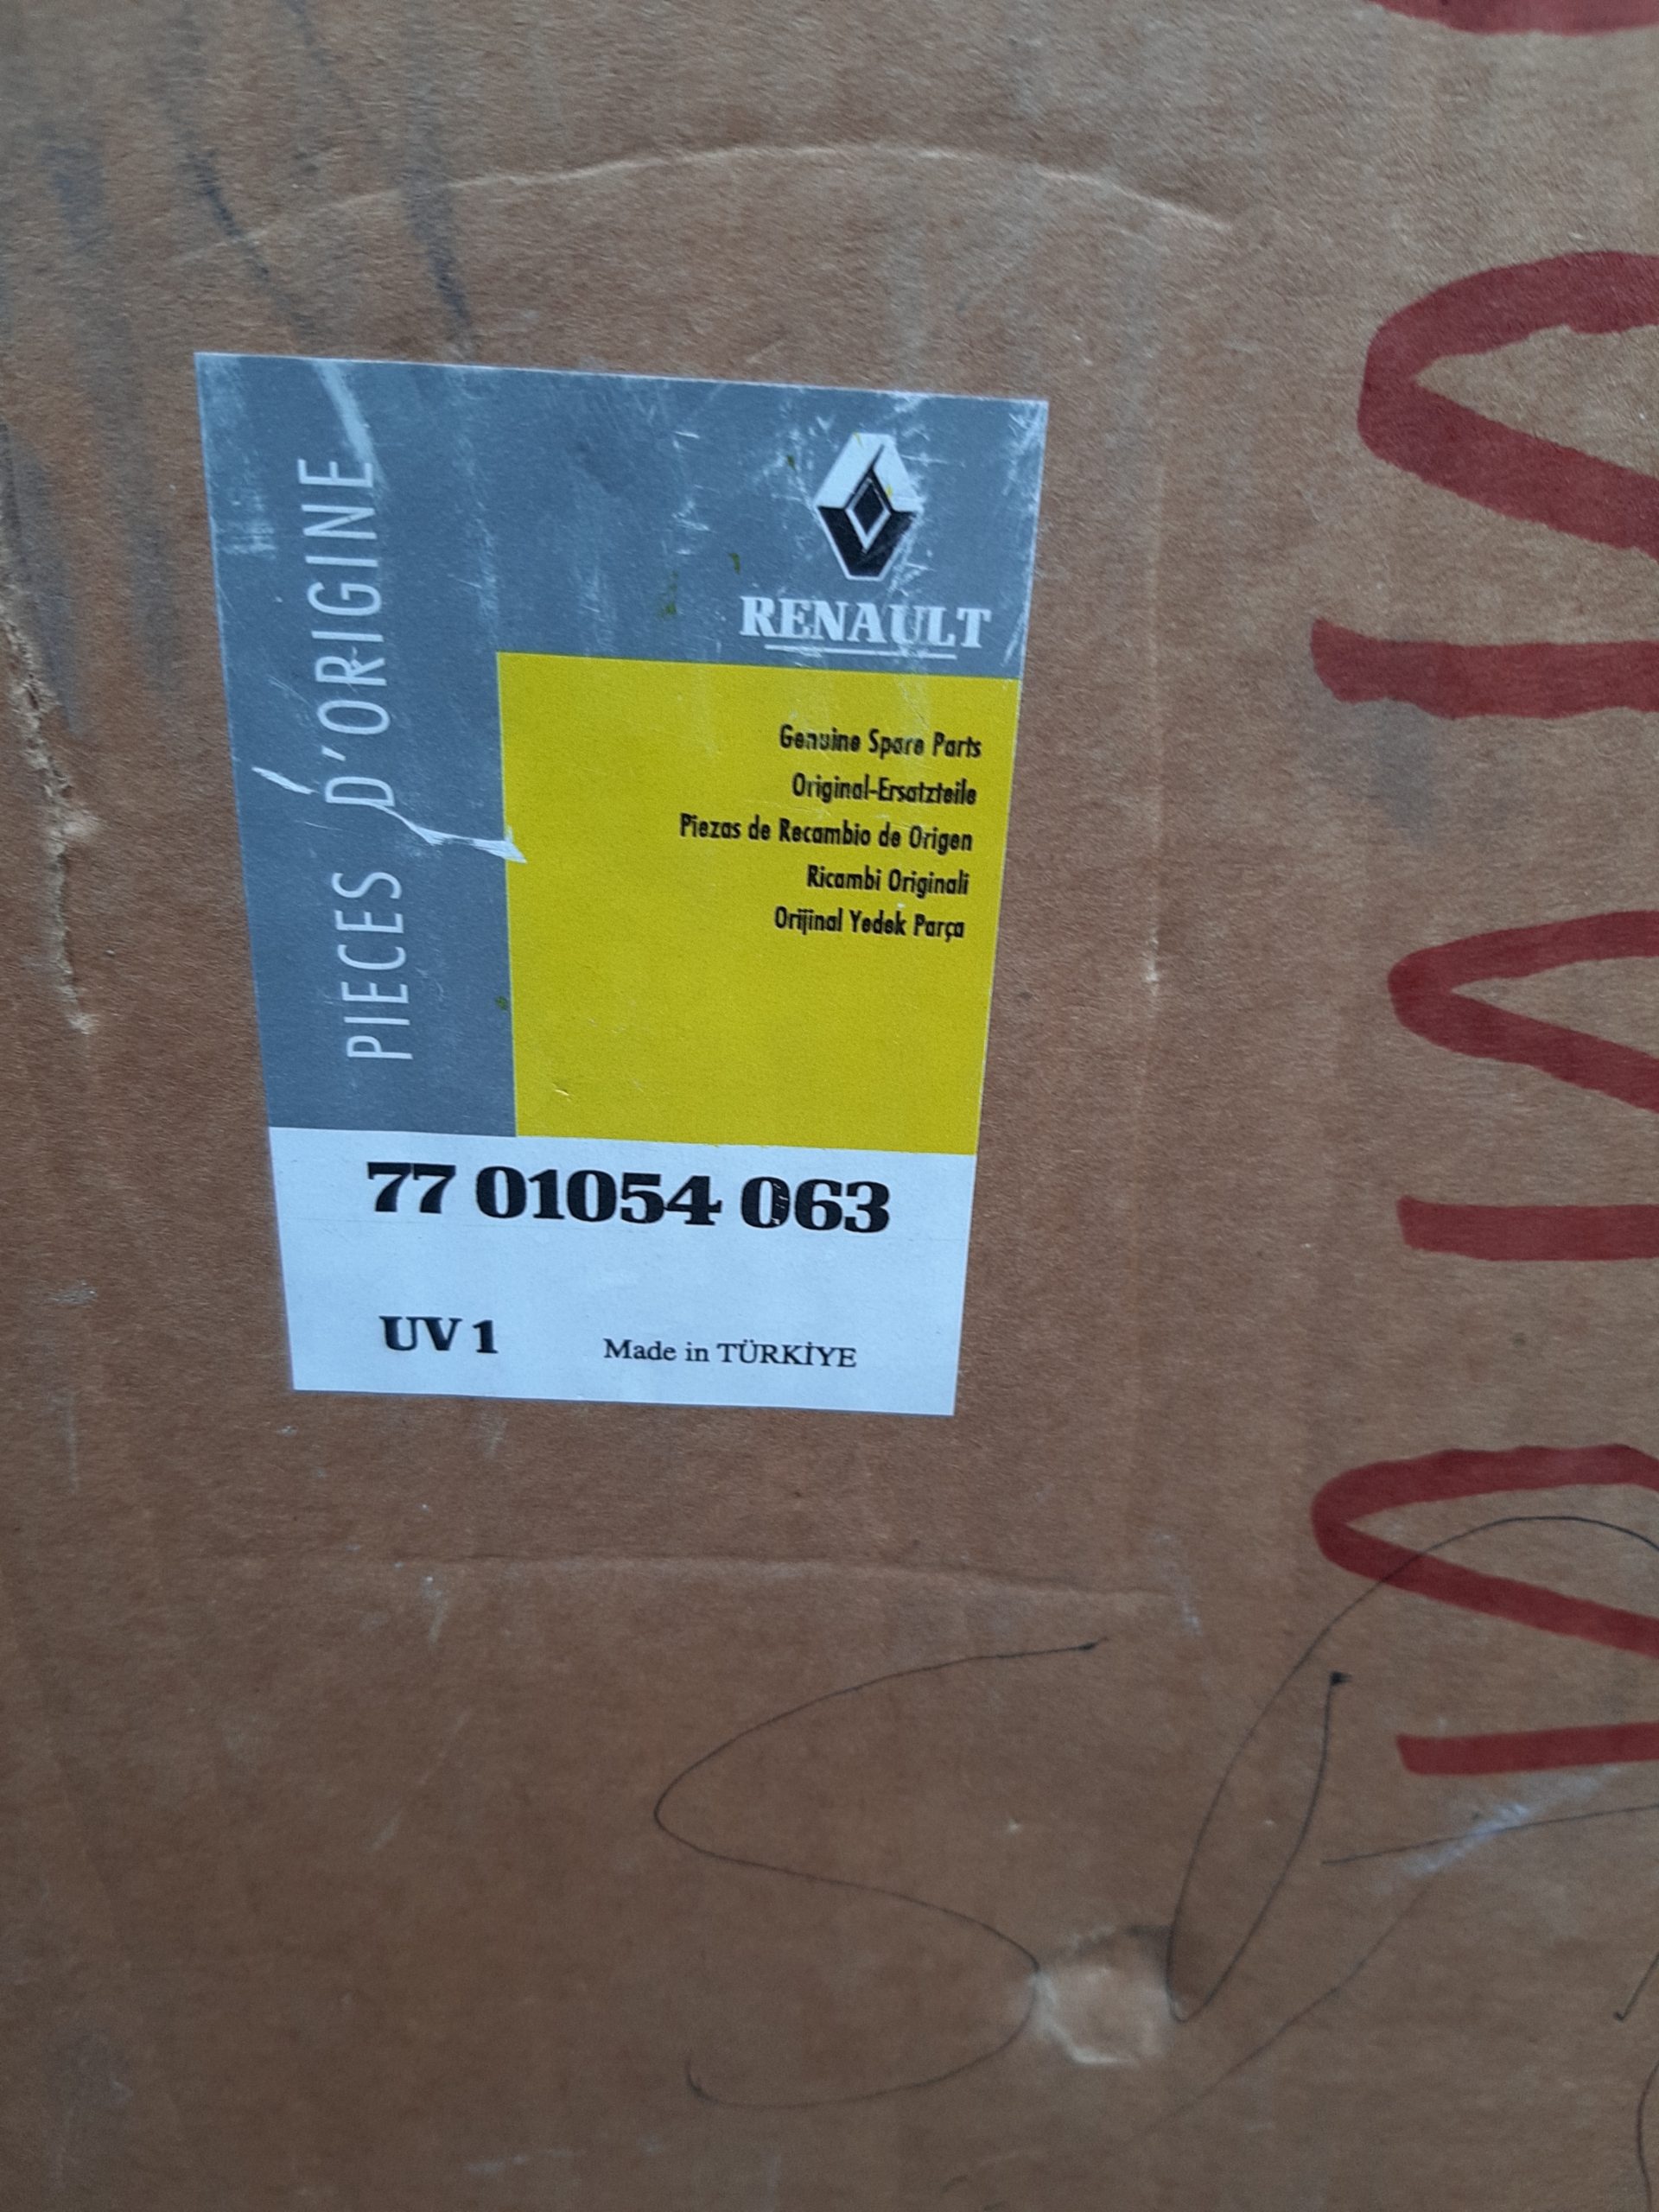 PIECES D'ORIGINE
RENAULT
Genuine Spare Parts
Original-Ersatzteile
Piezas de Recambio de Origen
Ricambi Originali
Orijinal Yedek Parça
77 01054 063
UV 1
Made in TÜRKİYE